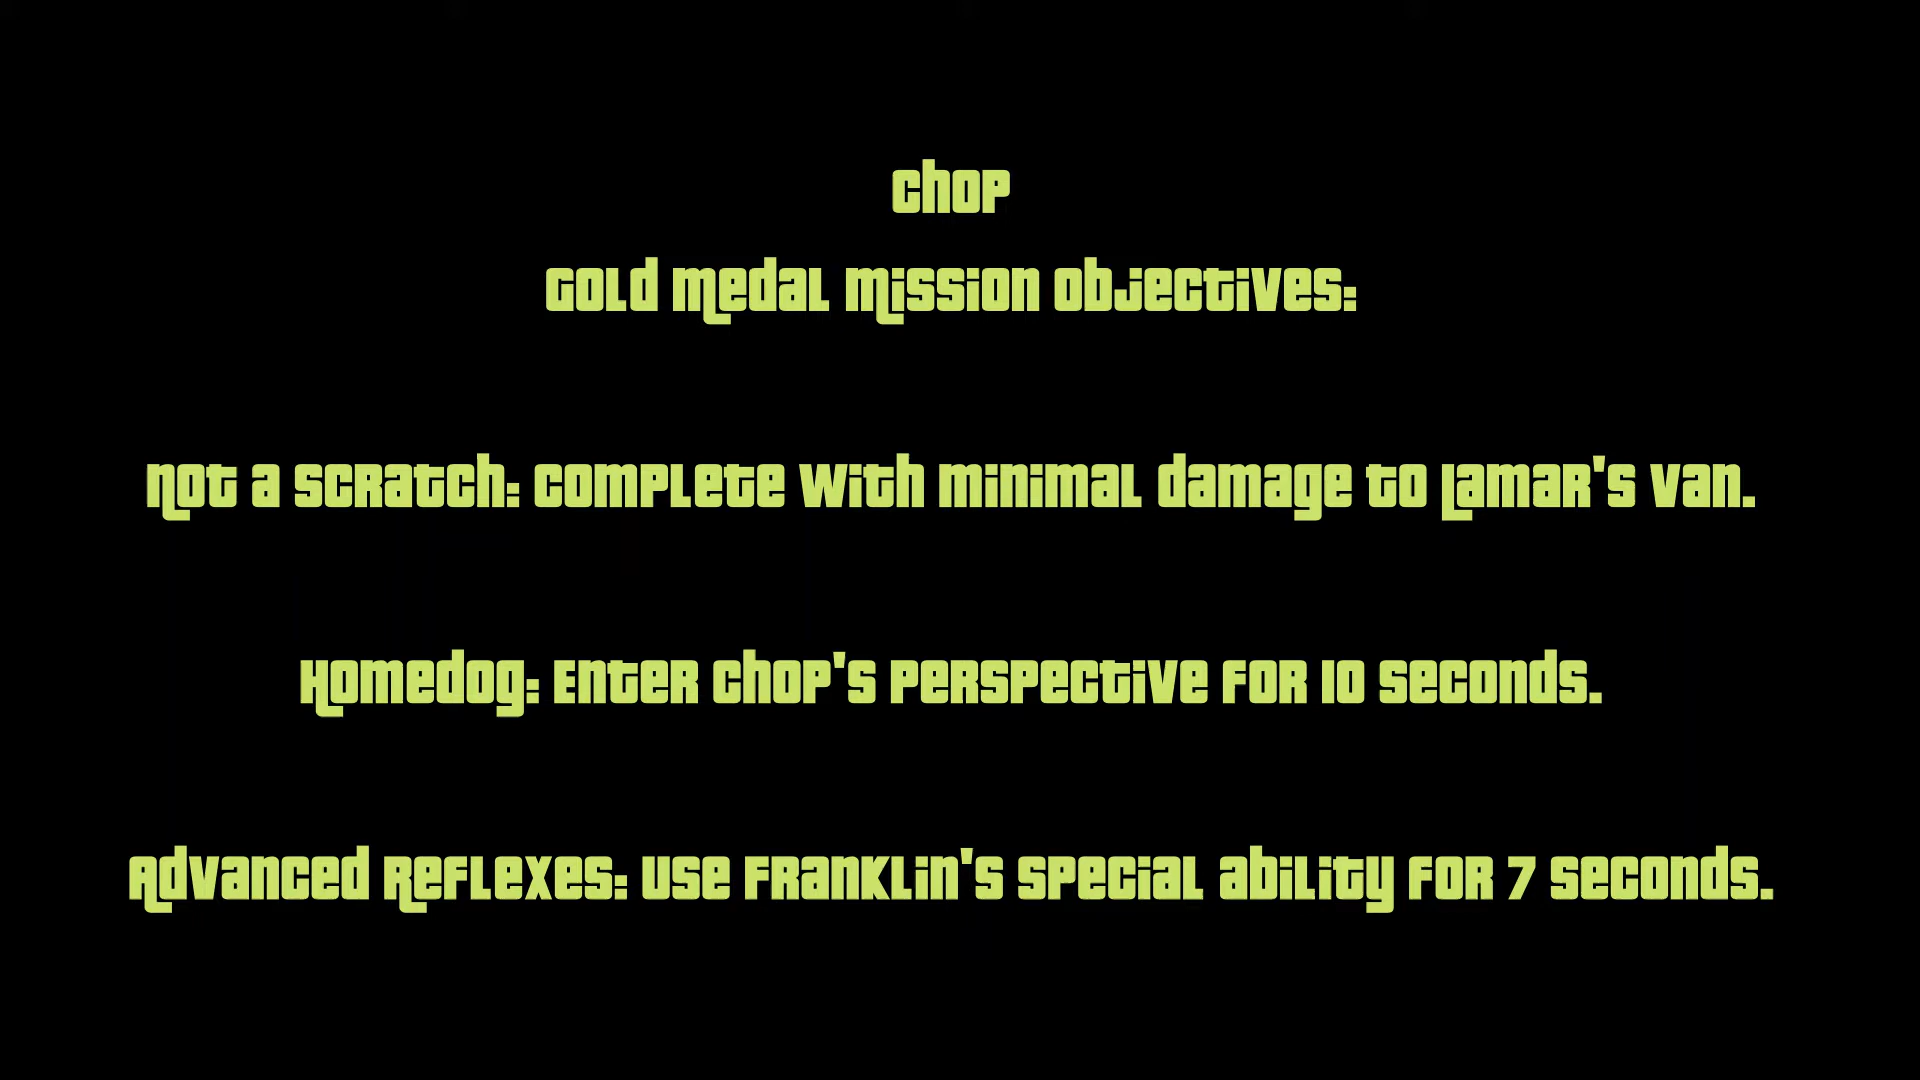 Chop
Gold Medal Mission Objectives:
Not a Scratch: Complete with minimal damage to Lamar's van.
Homedog: Enter Chop's perspective for 10 seconds.
Advanced Reflexes: Use Franklin's special ability for 7 seconds.